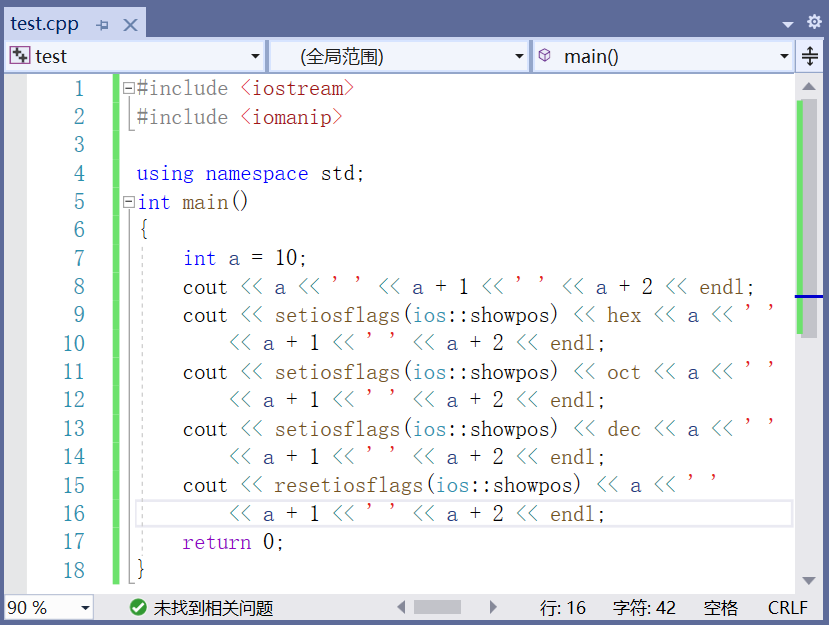 test.cpp
test (全局范围) main()
1 #include <iostream>
2 #include <iomanip>
3
4 using namespace std;
5 int main()
6 {
7 int a = 10;
8 cout << a << ' ' << a + 1 << ' ' << a + 2 << endl;
9 cout << setiosflags(ios::showpos) << hex << a << ' '
10 << a + 1 << ' ' << a + 2 << endl;
11 cout << setiosflags(ios::showpos) << oct << a << ' '
12 << a + 1 << ' ' << a + 2 << endl;
13 cout << setiosflags(ios::showpos) << dec << a << ' '
14 << a + 1 << ' ' << a + 2 << endl;
15 cout << resetiosflags(ios::showpos) << a << ' '
16 << a + 1 << ' ' << a + 2 << endl;
17 return 0;
18 }
90 % 未找到相关问题 行: 16 字符: 42 空格 CRLF